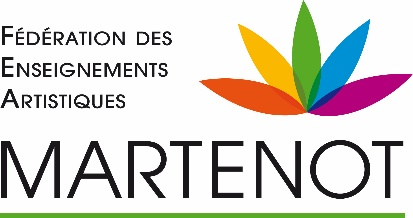 FÉDÉRATION DES
ENSEIGNEMENTS
ARTISTIQUES
MARTENOT